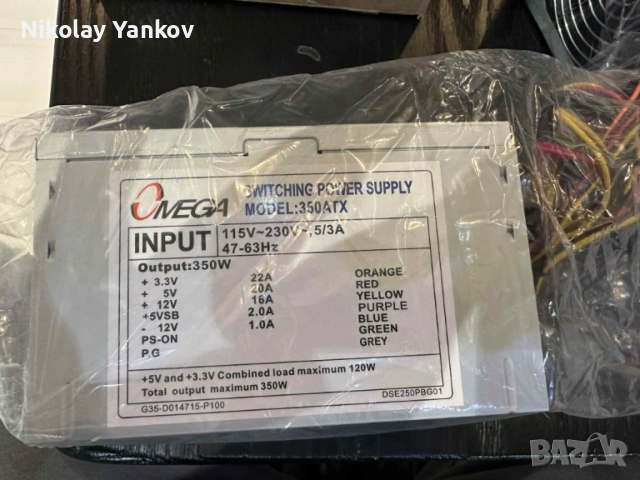 Nikolay Yankov
OMEGA
SWITCHING POWER SUPPLY
MODEL:350ATX
INPUT
115V~230V~,5/3A
47-63Hz
Output:350W
+ 3.3V 22A ORANGE
+ 5V 20A RED
+ 12V 16A YELLOW
+5VSB 2.0A PURPLE
- 12V 1.0A BLUE
PS-ON GREEN
P.G GREY
+5V and +3.3V Combined load maximum 120W
Total output maximum 350W
G35-D014715-P100
DSE250PBG01
BAZAR
bg